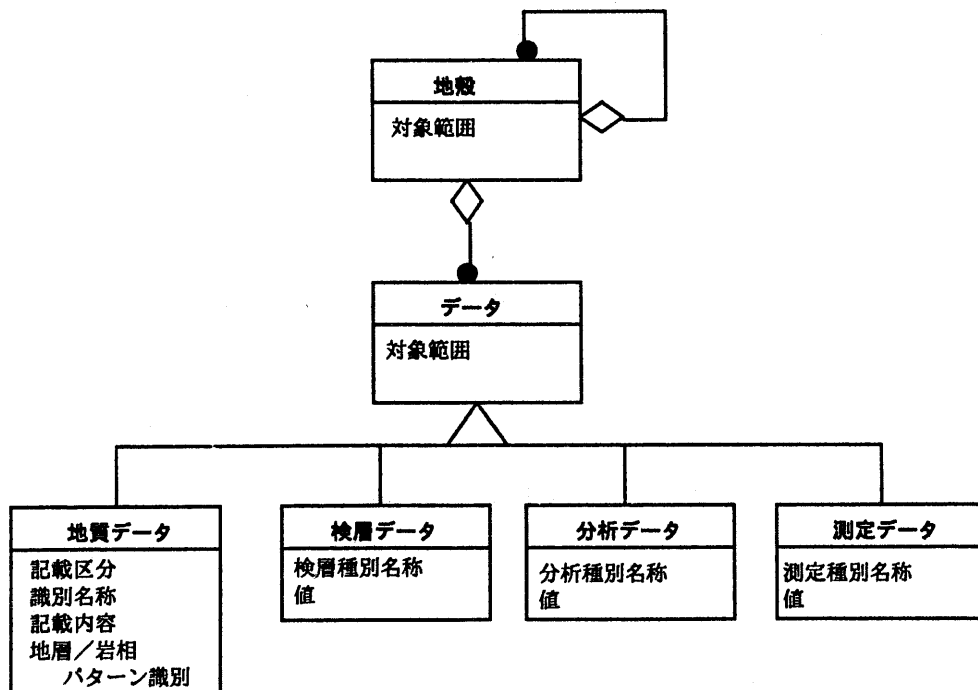 地殻
対象範囲
データ
対象範囲
地質データ
記載区分
識別名称
記載内容
地層／岩相
パターン識別
検層データ
検層種別名称
値
分析データ
分析種別名称
値
測定データ
測定種別名称
値